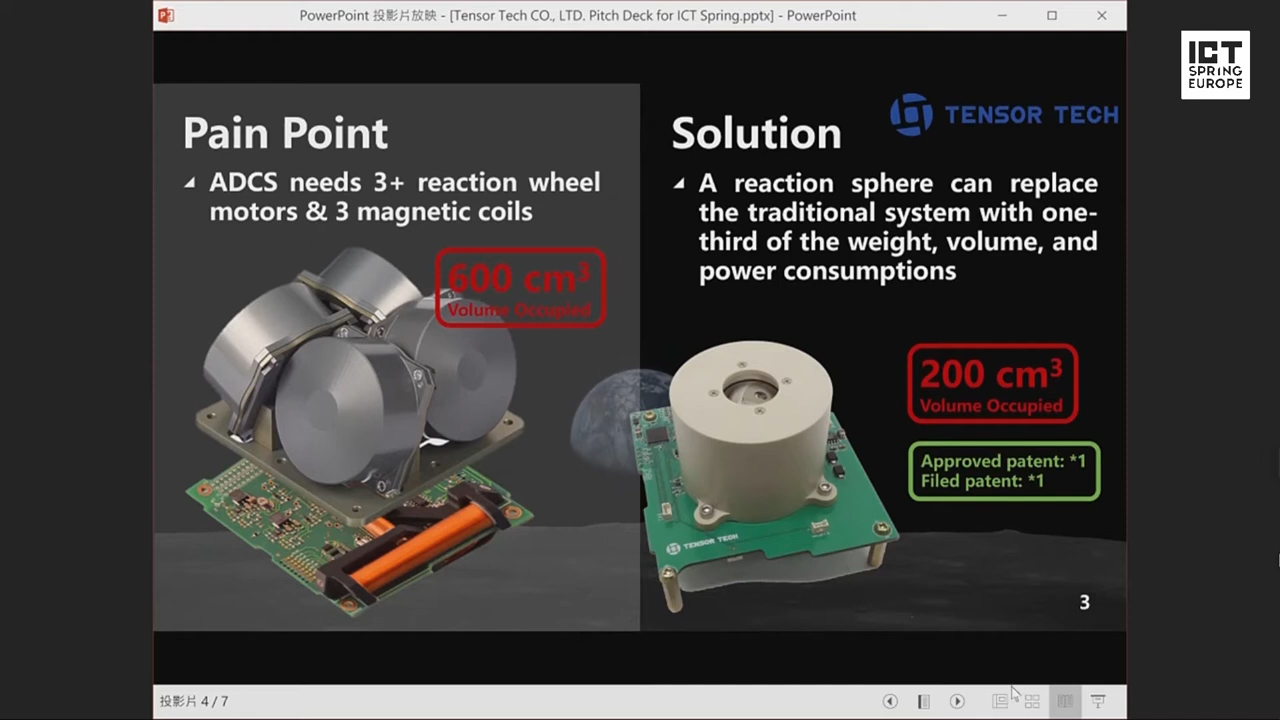 PowerPoint 投影片放映 - [Tensor Tech CO., LTD. Pitch Deck for ICT Spring.pptx] - PowerPoint
ICT
SPRING
EUROPE
TENSOR TECH
Pain Point
ADCS needs 3+ reaction wheel
motors & 3 magnetic coils
600 cm³
Volume Occupied
Solution
A reaction sphere can replace
the traditional system with one-
third of the weight, volume, and
power consumptions
200 cm³
Volume Occupied
Approved patent: *1
Filed patent: *1
TENSOR TECH
3
投影片 4 / 7